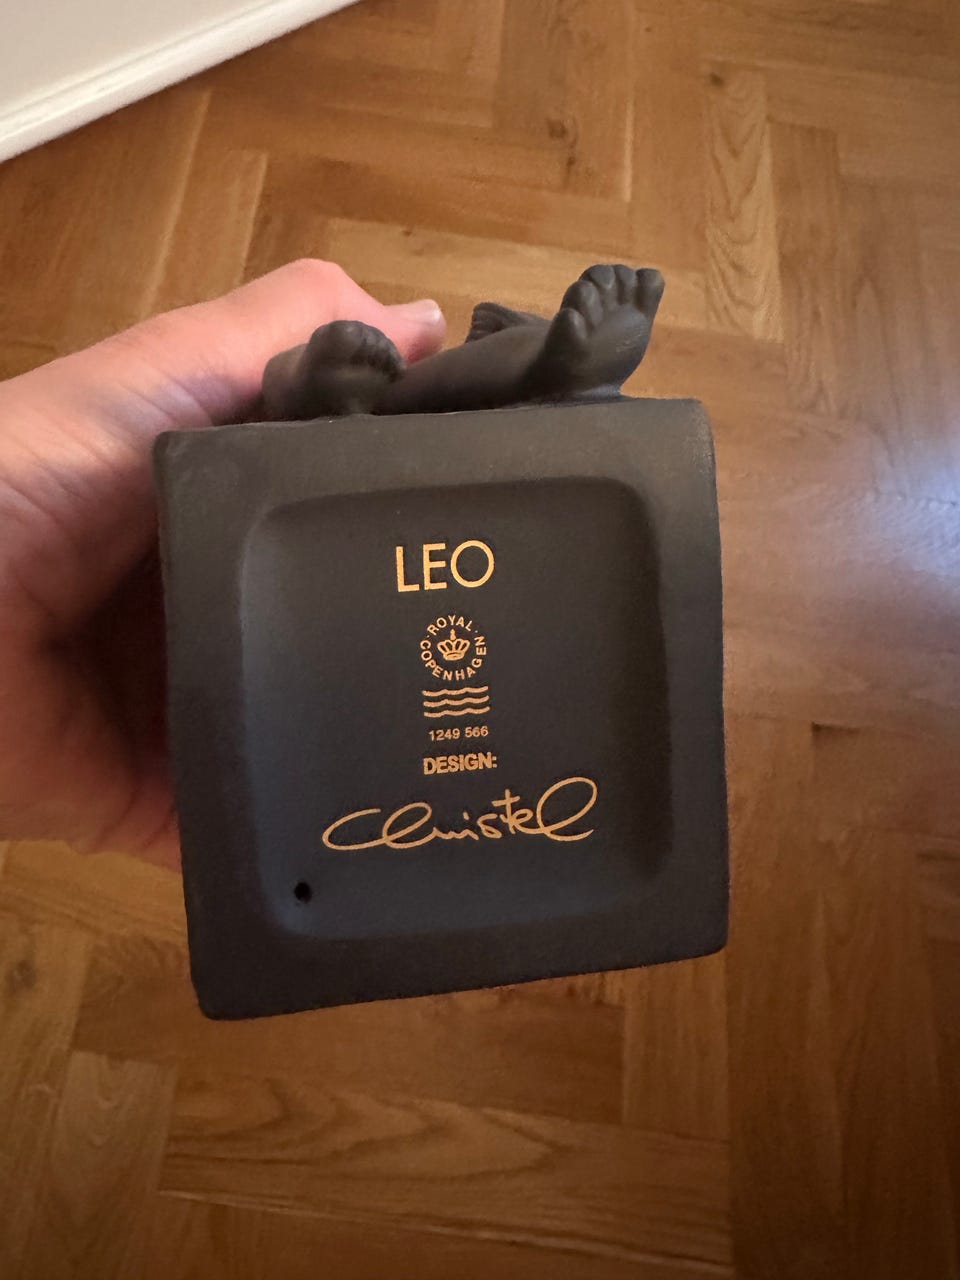 LEO
ROYAL
COPENHAGEN
1249 566
DESIGN:
Christel